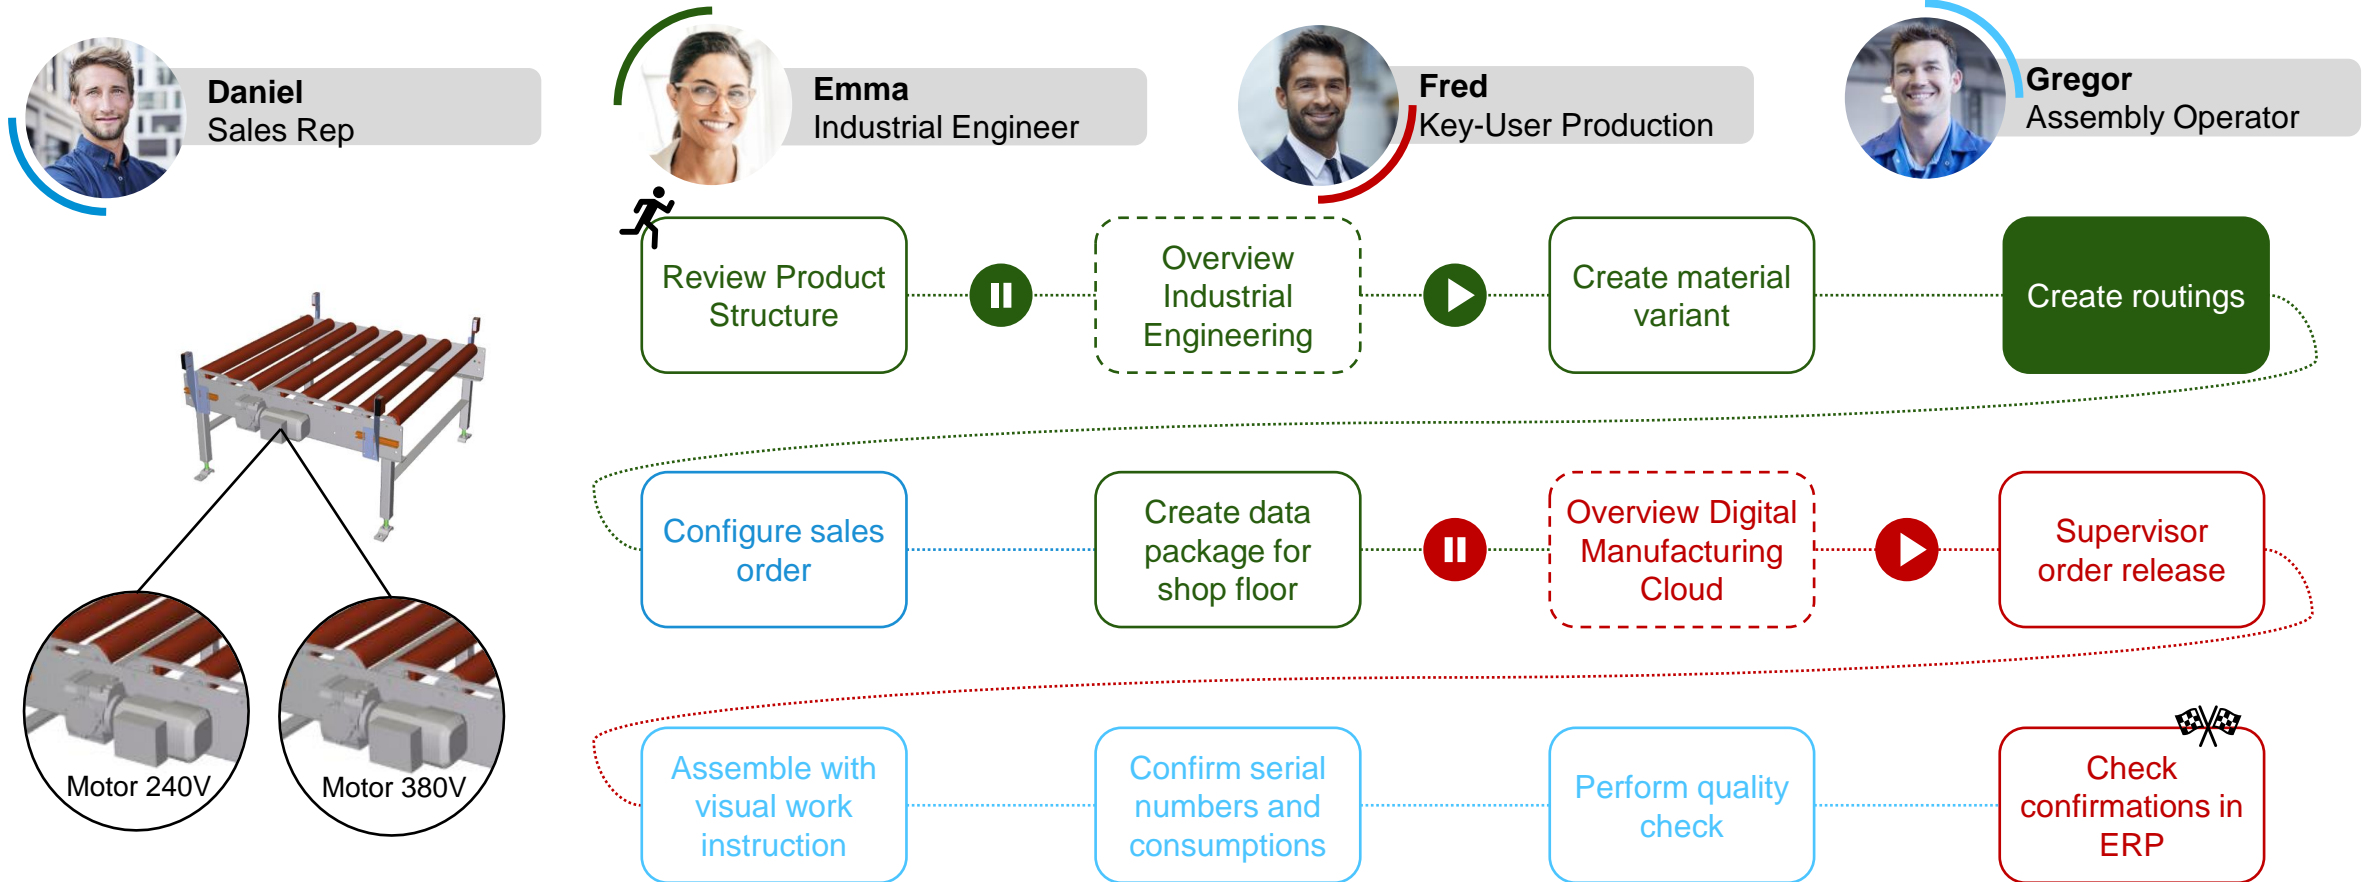 Daniel
Sales Rep
Emma
Industrial Engineer
Fred
Key-User Production
Gregor
Assembly Operator
Review Product
Structure
Overview
Industrial
Engineering
Create material
variant
Create routings
Configure sales
order
Create data
package for
shop floor
Overview Digital
Manufacturing
Cloud
Supervisor
order release
Motor 240V
Motor 380V
Assemble with
visual work
instruction
Confirm serial
numbers and
consumptions
Perform quality
check
Check
confirmations in
ERP